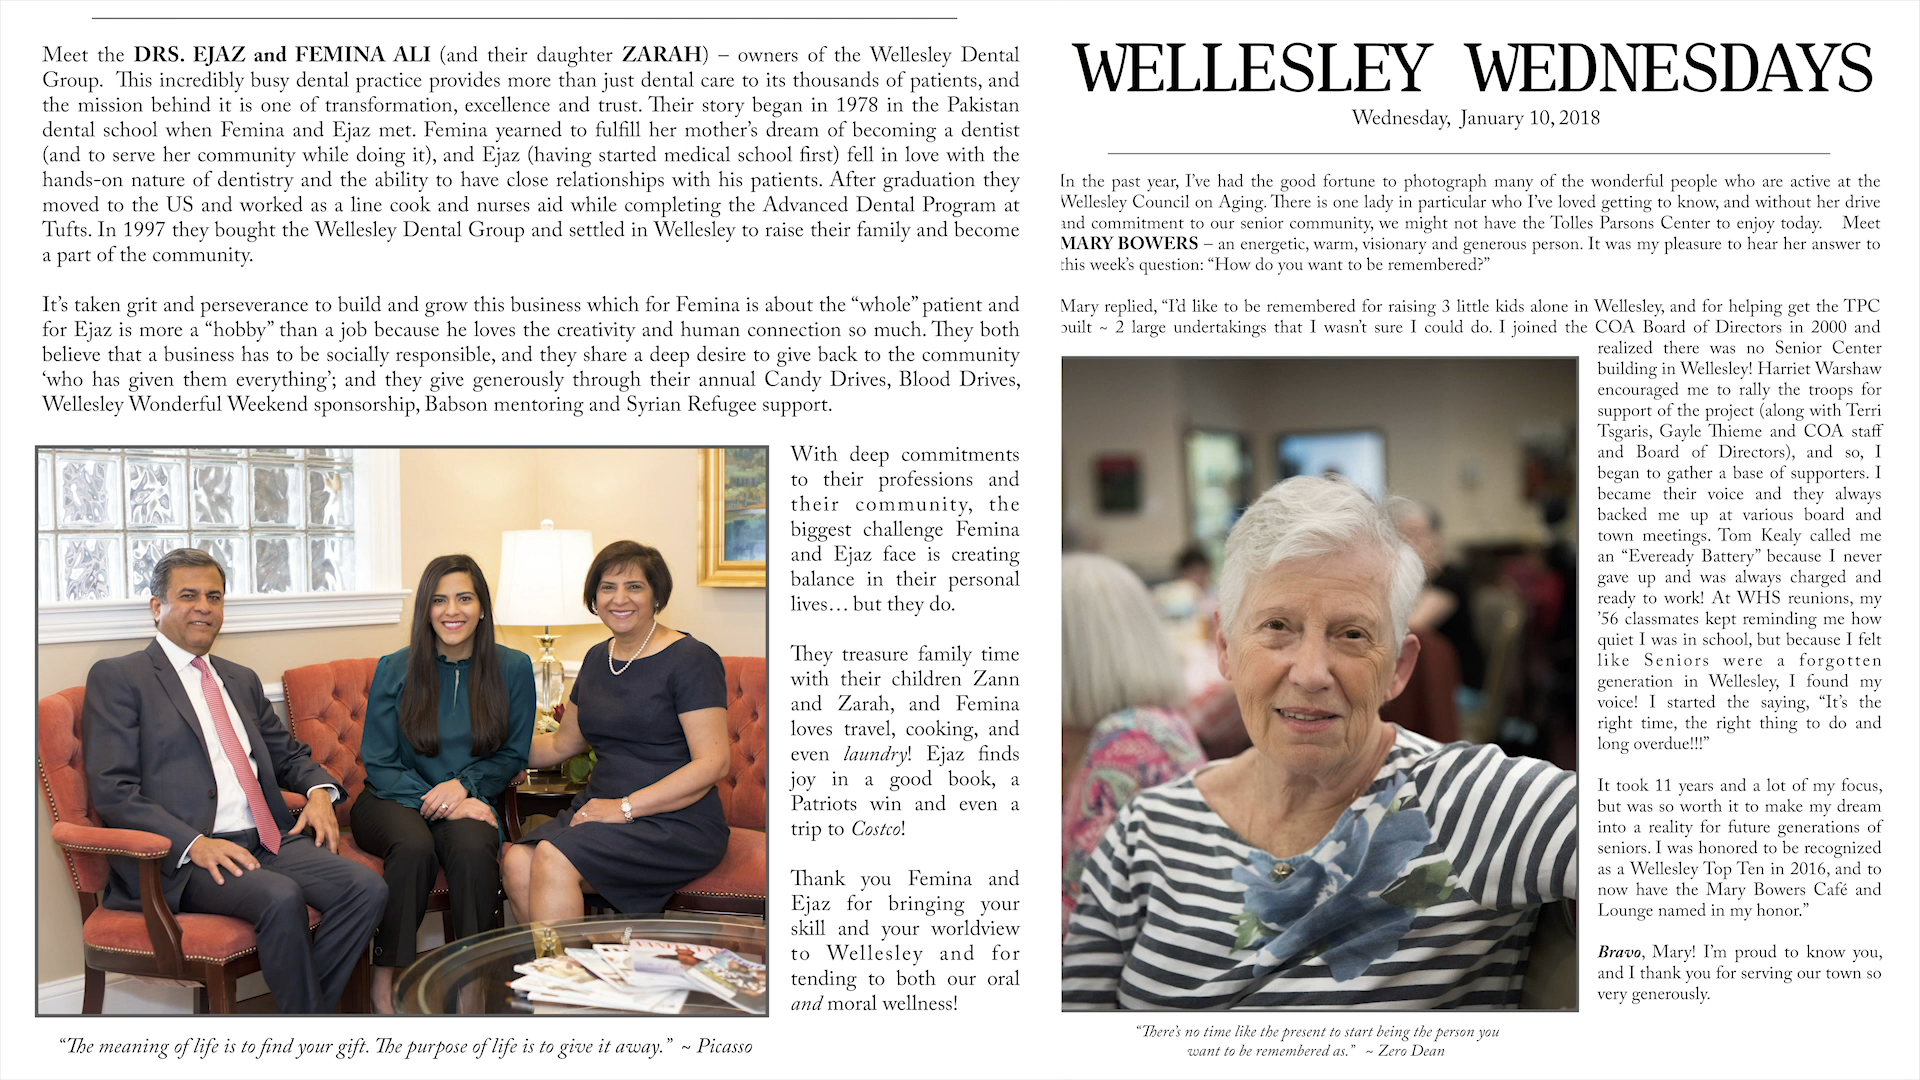 Meet the DRS. EJAZ and FEMINA ALI (and their daughter ZARAH) – owners of the Wellesley Dental
Group. This incredibly busy dental practice provides more than just dental care to its thousands of patients, and
the mission behind it is one of transformation, excellence and trust. Their story began in 1978 in the Pakistan
dental school when Femina and Ejaz met. Femina yearned to fulfill her mother's dream of becoming a dentist
(and to serve her community while doing it), and Ejaz (having started medical school first) fell in love with the
hands-on nature of dentistry and the ability to have close relationships with his patients. After graduation they
moved to the US and worked as a line cook and nurses aid while completing the Advanced Dental Program at
Tufts. In 1997 they bought the Wellesley Dental Group and settled in Wellesley to raise their family and become
a part of the community.
It's taken grit and perseverance to build and grow this business which for Femina is about the “whole” patient and
for Ejaz is more a “hobby” than a job because he loves the creativity and human connection so much. They both
believe that a business has to be socially responsible, and they share a deep desire to give back to the community
‘who has given them everything’; and they give generously through their annual Candy Drives, Blood Drives,
Wellesley Wonderful Weekend sponsorship, Babson mentoring and Syrian Refugee support.
With deep commitments
to their professions and
their community, the
biggest challenge Femina
and Ejaz face is creating
balance in their personal
lives… but they do.
They treasure family time
with their children Zann
and Zarah, and Femina
loves travel, cooking, and
even laundry! Ejaz finds
joy in a good book, a
Patriots win and even a
trip to Costco!
Thank you Femina and
Ejaz for bringing your
skill and your worldview
to Wellesley and for
tending to both our oral
and moral wellness!
“The meaning of life is to find your gift. The purpose of life is to give it away.” ~ Picasso
WELLESLEY WEDNESDAYS
Wednesday, January 10, 2018
In the past year, I've had the good fortune to photograph many of the wonderful people who are active at the
Wellesley Council on Aging. There is one lady in particular who I've loved getting to know, and without her drive
and commitment to our senior community, we might not have the Tolles Parsons Center to enjoy today. Meet
MARY BOWERS – an energetic, warm, visionary and generous person. It was my pleasure to hear her answer to
this week's question: “How do you want to be remembered?”
Mary replied, “I'd like to be remembered for raising 3 little kids alone in Wellesley, and for helping get the TPC
built ~ 2 large undertakings that I wasn't sure I could do. I joined the COA Board of Directors in 2000 and
realized there was no Senior Center
building in Wellesley! Harriet Warshaw
encouraged me to rally the troops for
support of the project (along with Terri
Tsgaris, Gayle Thieme and COA staff
and Board of Directors), and so, I
began to gather a base of supporters. I
became their voice and they always
backed me up at various board and
town meetings. Tom Kealy called me
an “Eveready Battery” because I never
gave up and was always charged and
ready to work! At WHS reunions, my
’56 classmates kept reminding me how
quiet I was in school, but because I felt
like Seniors were a forgotten
generation in Wellesley, I found my
voice! I started the saying, “It's the
right time, the right thing to do and
long overdue!!!”
It took 11 years and a lot of my focus,
but was so worth it to make my dream
into a reality for future generations of
seniors. I was honored to be recognized
as a Wellesley Top Ten in 2016, and to
now have the Mary Bowers Café and
Lounge named in my honor.”
Bravo, Mary! I'm proud to know you,
and I thank you for serving our town so
very generously.
“There's no time like the present to start being the person you
want to be remembered as.” ~ Zero Dean